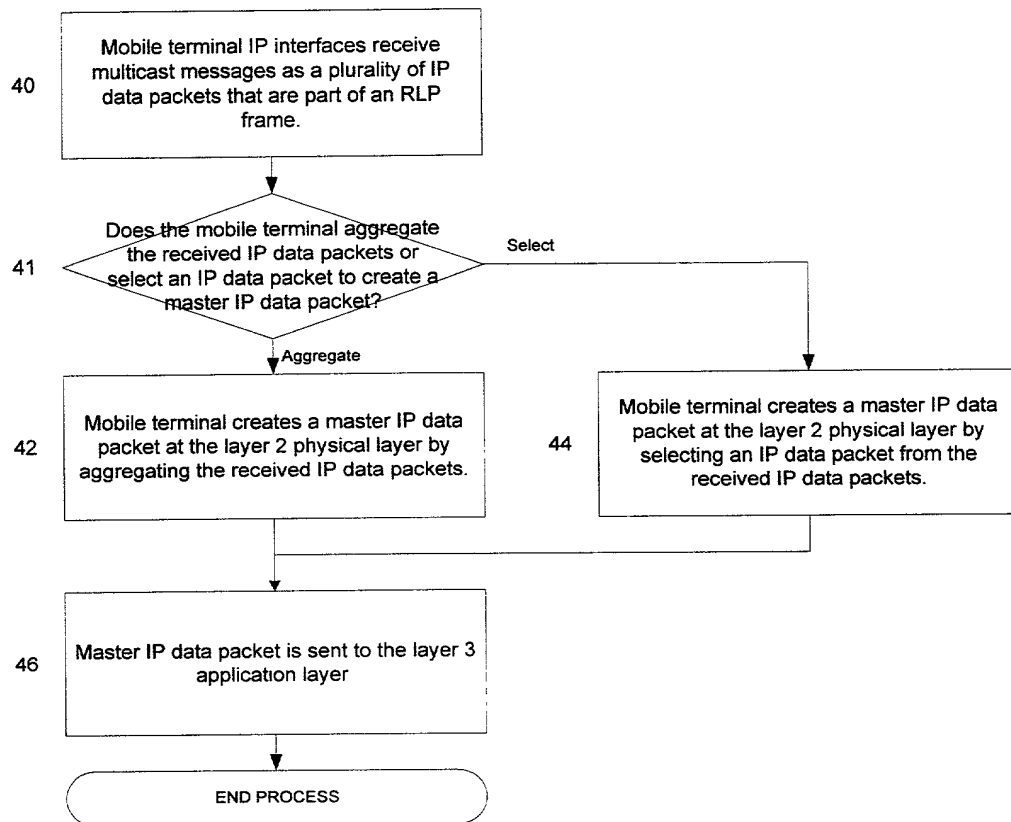 Mobile terminal IP interfaces receive
multicast messages as a plurality of IP
data packets that are part of an RLP
frame.
40
Does the mobile terminal aggregate
the received IP data packets or
select an IP data packet to create a
master IP data packet?
41
Select
Aggregate
Mobile terminal creates a master IP data
packet at the layer 2 physical layer by
aggregating the received IP data packets.
42
Mobile terminal creates a master IP data
packet at the layer 2 physical layer by
selecting an IP data packet from the
received IP data packets.
44
Master IP data packet is sent to the layer 3
application layer
46
END PROCESS